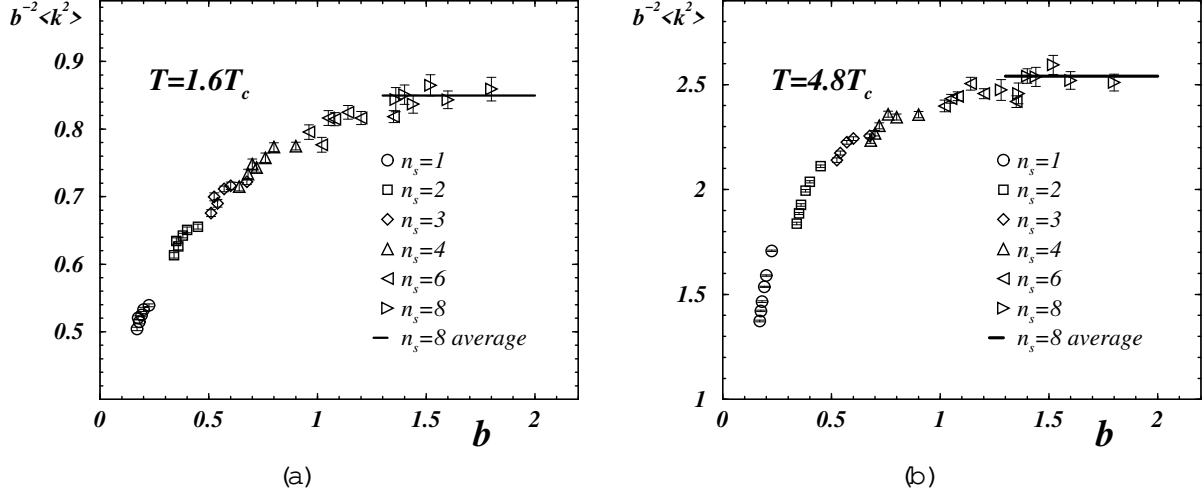 b⁻²<k²>
0.9
0.8
0.7
0.6
0.5
T=1.6T_c
n_s=1
n_s=2
n_s=3
n_s=4
n_s=6
n_s=8
n_s=8 average
0 0.5 1 1.5 2
b
(a)
b⁻²<k²>
3
2.5
2
1.5
1
T=4.8T_c
n_s=1
n_s=2
n_s=3
n_s=4
n_s=6
n_s=8
n_s=8 average
0 0.5 1 1.5 2
b
(b)